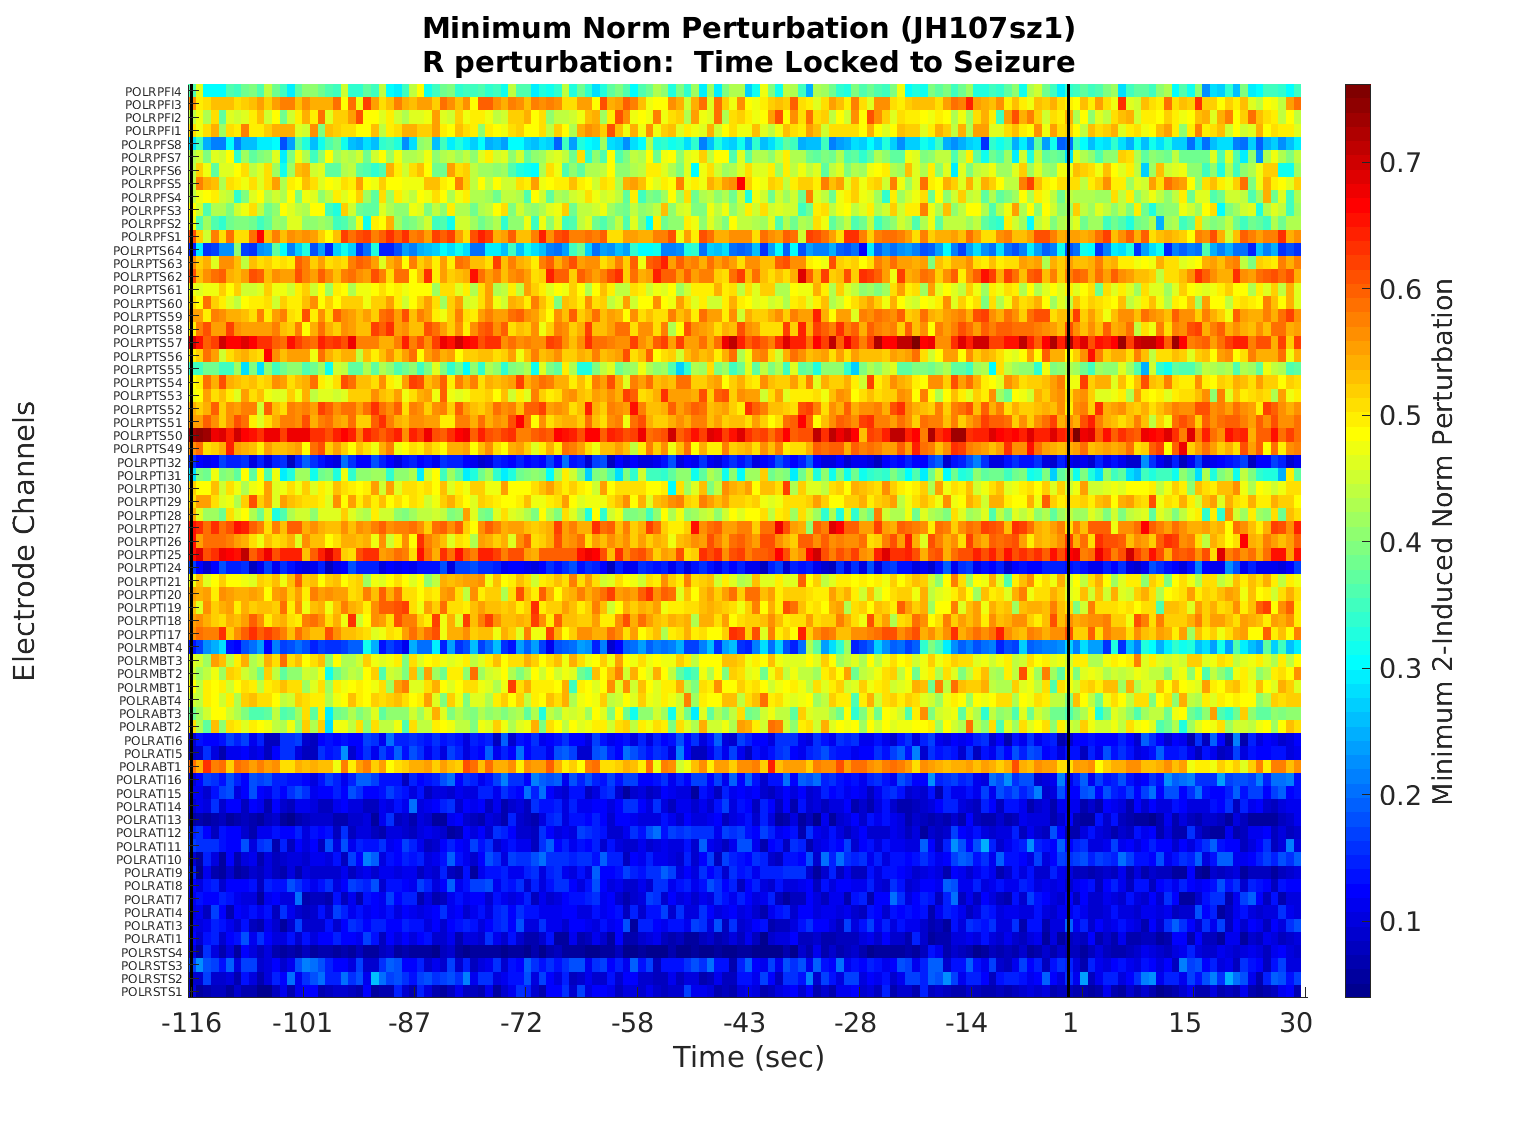 Minimum Norm Perturbation (JH107sz1)
R perturbation:  Time Locked to Seizure
Electrode Channels
POLRPFI4
POLRPFI3
POLRPFI2
POLRPFI1
POLRPFS8
POLRPFS7
POLRPFS6
POLRPFS5
POLRPFS4
POLRPFS3
POLRPFS2
POLRPFS1
POLRPTS64
POLRPTS63
POLRPTS62
POLRPTS61
POLRPTS60
POLRPTS59
POLRPTS58
POLRPTS57
POLRPTS56
POLRPTS55
POLRPTS54
POLRPTS53
POLRPTS52
POLRPTS51
POLRPTS50
POLRPTS49
POLRPTI32
POLRPTI31
POLRPTI30
POLRPTI29
POLRPTI28
POLRPTI27
POLRPTI26
POLRPTI25
POLRPTI24
POLRPTI21
POLRPTI20
POLRPTI19
POLRPTI18
POLRPTI17
POLRMBT4
POLRMBT3
POLRMBT2
POLRMBT1
POLRABT4
POLRABT3
POLRABT2
POLRATI6
POLRATI5
POLRABT1
POLRATI16
POLRATI15
POLRATI14
POLRATI13
POLRATI12
POLRATI11
POLRATI10
POLRATI9
POLRATI8
POLRATI7
POLRATI4
POLRATI3
POLRATI1
POLRSTS4
POLRSTS3
POLRSTS2
POLRSTS1
-116 -101 -87 -72 -58 -43 -28 -14 1 15 30
Time (sec)
0.7
0.6
0.5
0.4
0.3
0.2
0.1
Minimum 2-Induced Norm Perturbation